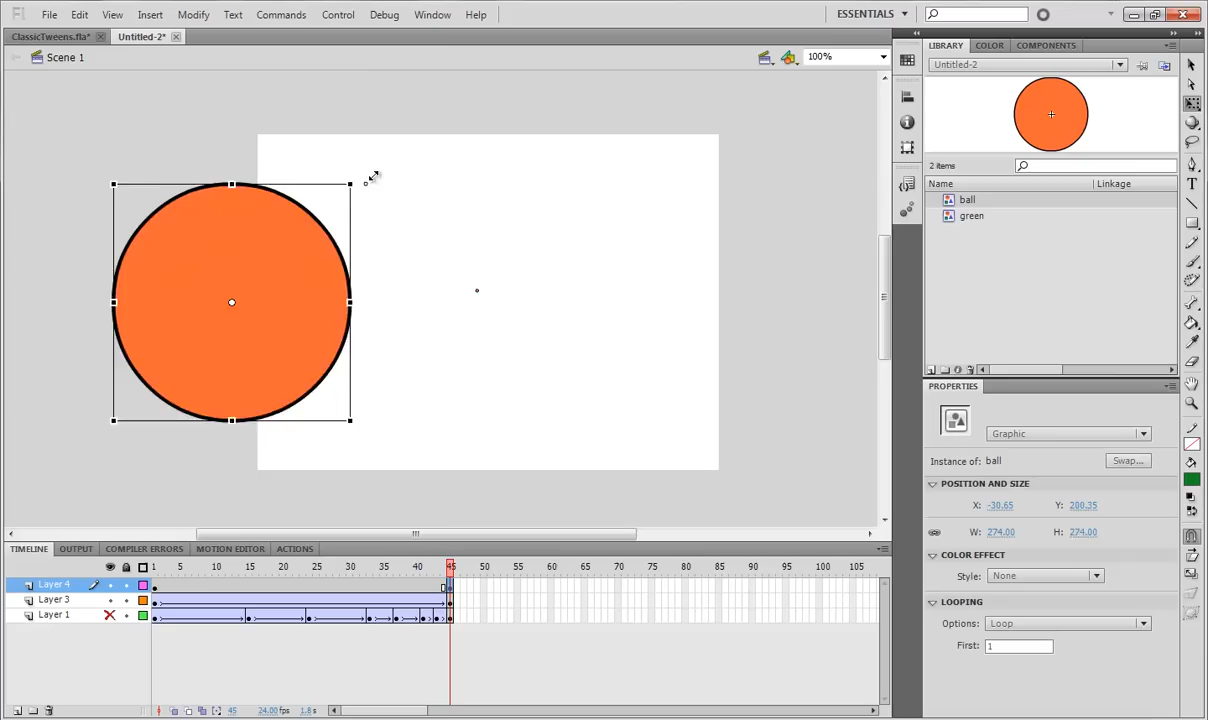 Fl File Edit View Insert Modify Text Commands Control Debug Window Help ESSENTIALS
ClassicTweens.fla* Untitled-2*
Scene 1 100%
LIBRARY COLOR COMPONENTS
Untitled-2
2 items
Name Linkage
ball
green
PROPERTIES
Graphic
Instance of: ball Swap...
POSITION AND SIZE
X: -30.65 Y: 200.35
W: 274.00 H: 274.00
COLOR EFFECT
Style: None
LOOPING
Options: Loop
First: 1
TIMELINE OUTPUT COMPILER ERRORS MOTION EDITOR ACTIONS
1 5 10 15 20 25 30 35 40 45 50 55 60 65 70 75 80 85 90 95 100 105
Layer 4
Layer 3
Layer 1
45 24.00fps 1.8s
T